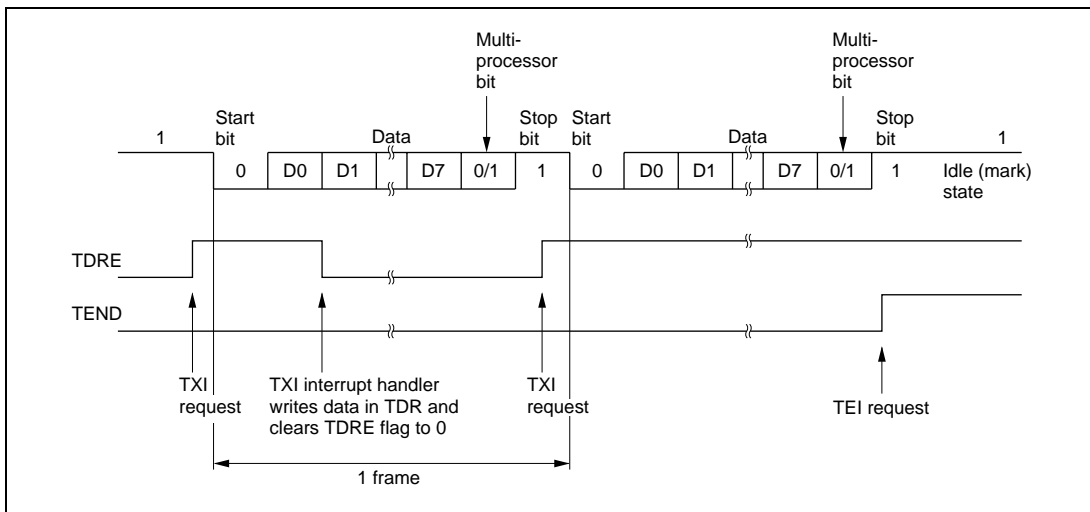 Multi-
processor
bit
Multi-
processor
bit
1
Start
bit
Data
Stop
bit
Start
bit
Data
Stop
bit
1
0
D0
D1
D7
0/1
1
0
D0
D1
D7
0/1
1
Idle (mark)
state
TDRE
TEND
TXI
request
TXI interrupt handler
writes data in TDR and
clears TDRE flag to 0
TXI
request
TEI request
1 frame